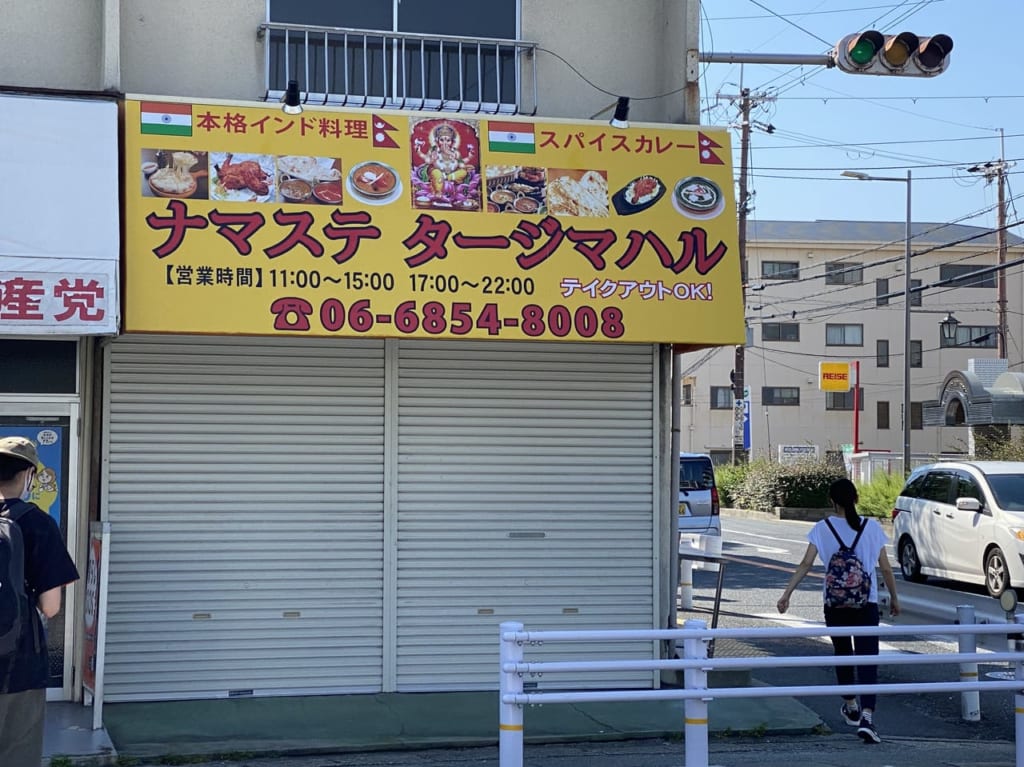 本格インド料理
スパイスカレー
ナマステ タージマハル
【営業時間】11:00～15:00 17:00～22:00
テイクアウトOK!
☎06-6854-8008
産党
REISE